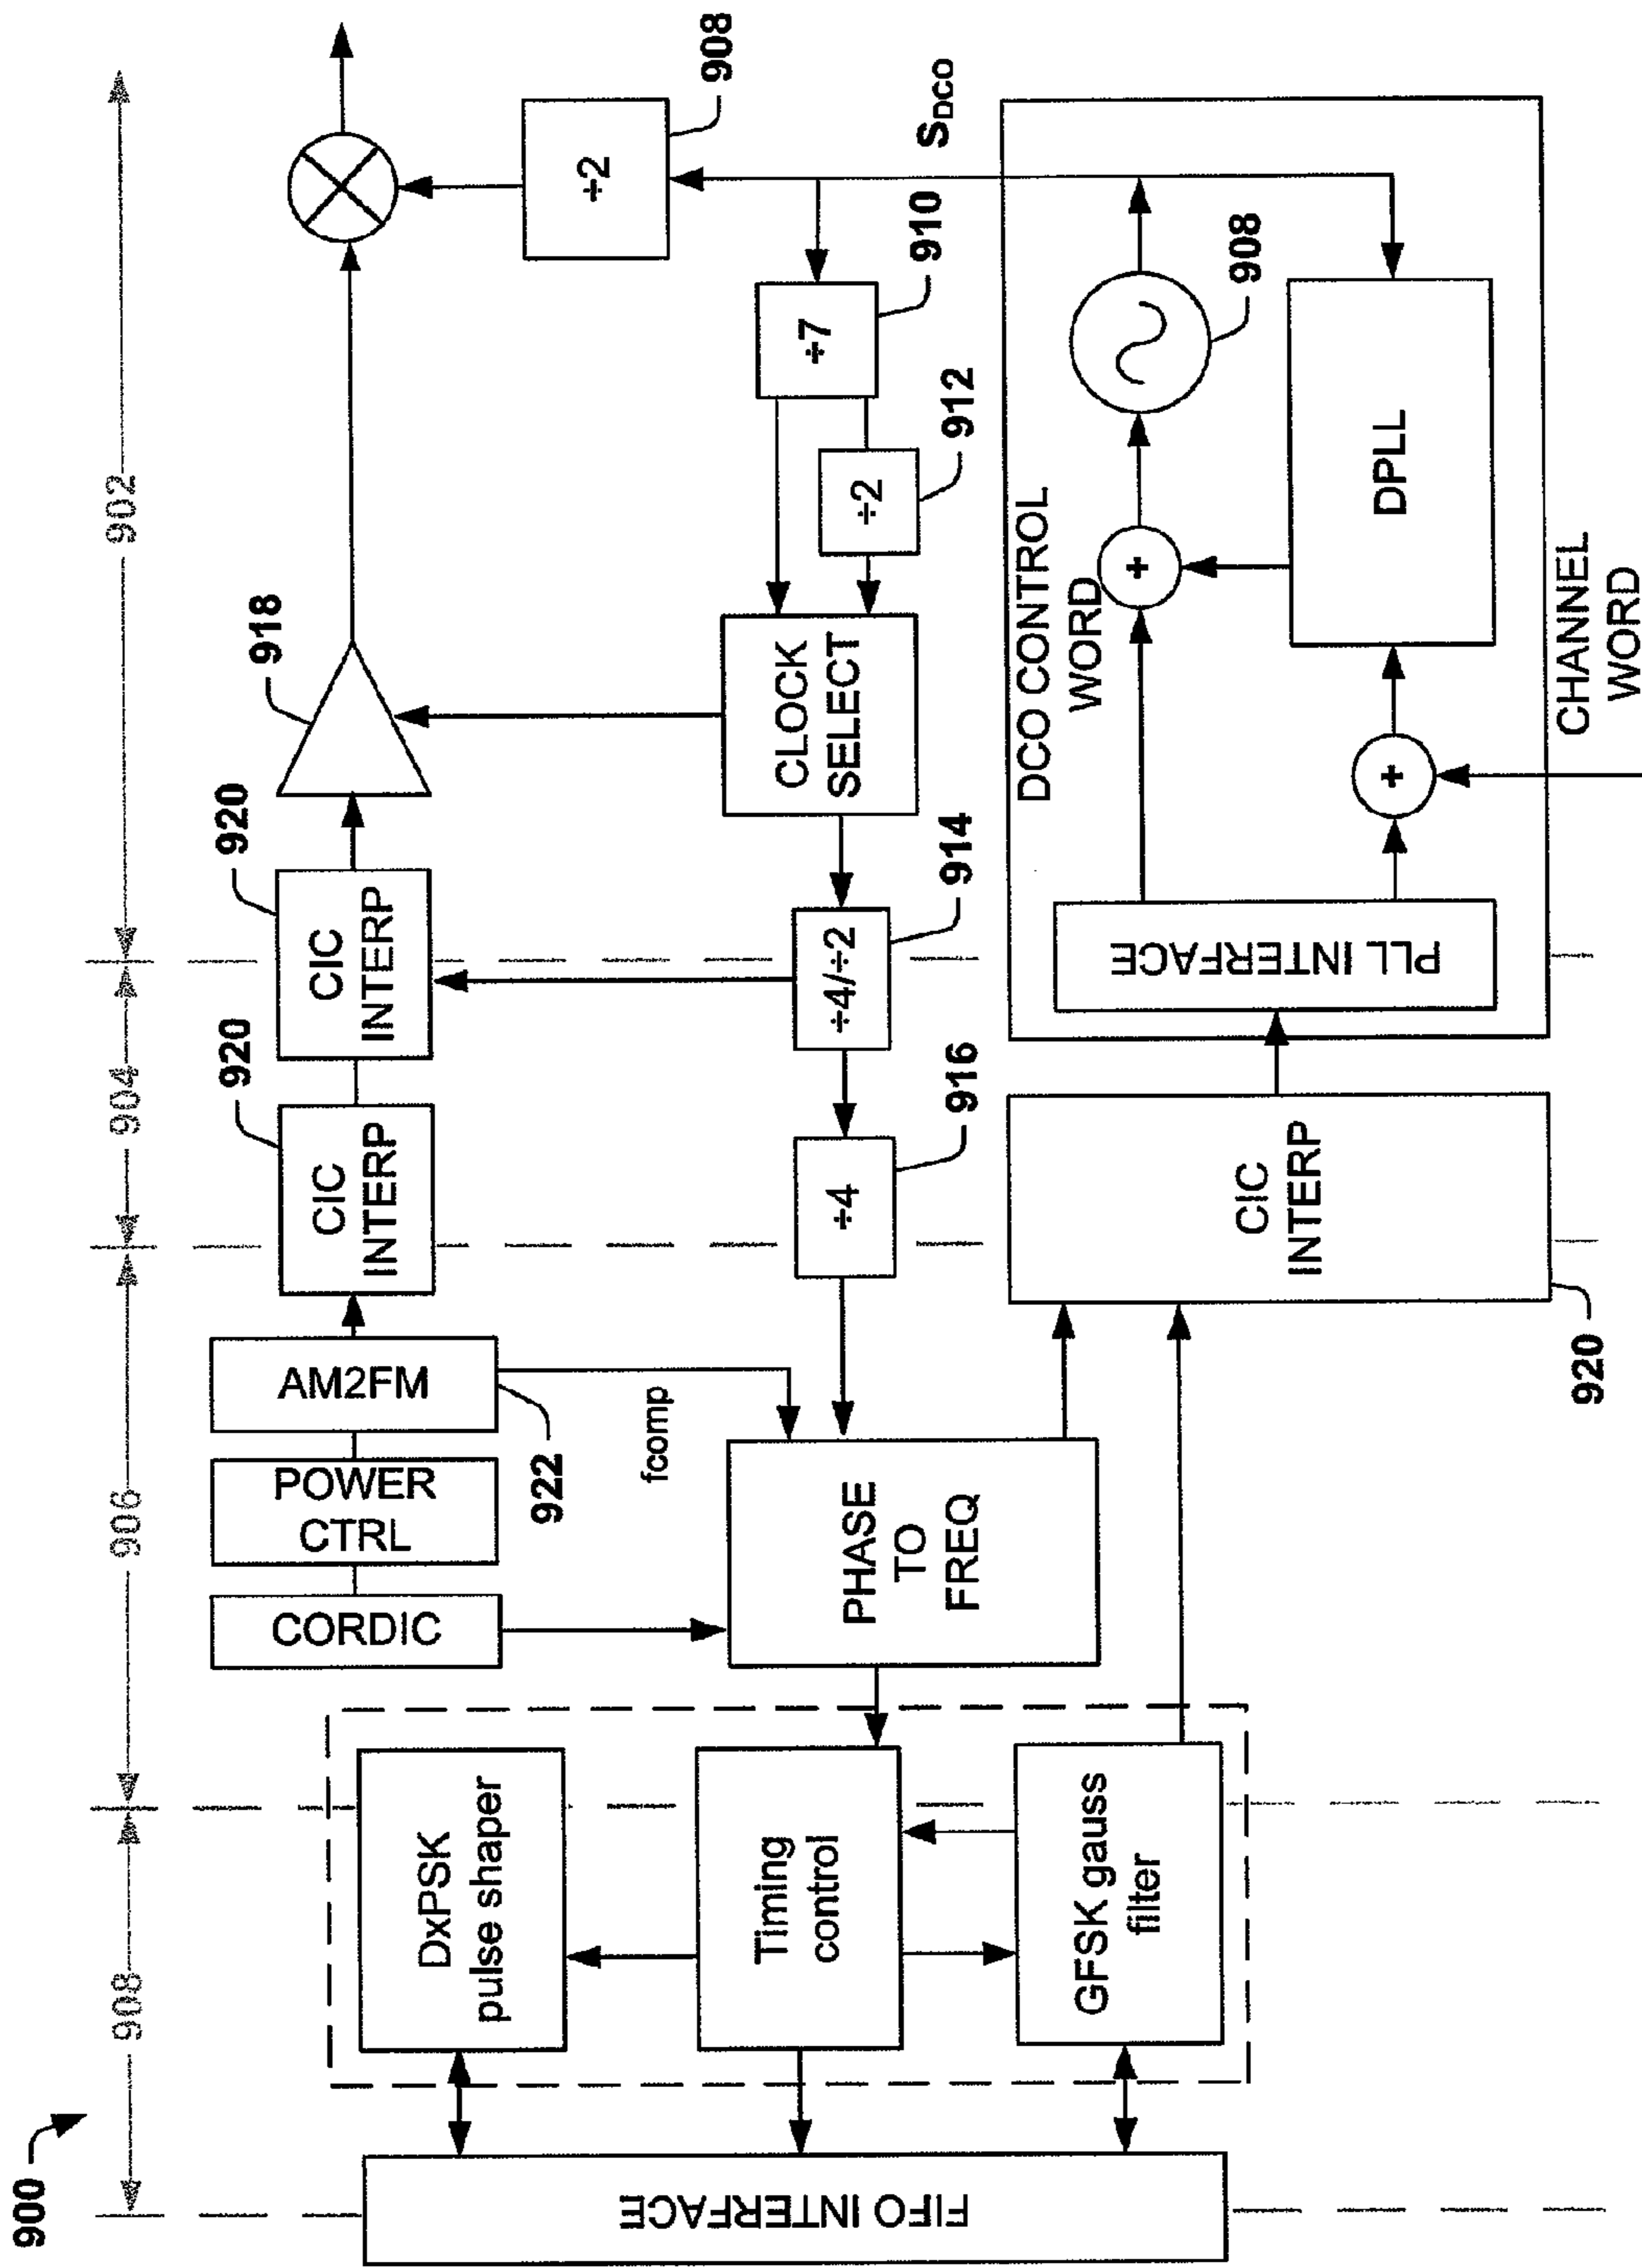 900
908
906
904
902
FIFO INTERFACE
DxPSK
pulse shaper
Timing
control
GFSK gauss
filter
CORDIC
POWER
CTRL
AM2FM
922
fcomp
PHASE
TO
FREQ
CIC
INTERP
920
CIC
INTERP
920
918
÷4
916
÷4/÷2
914
CLOCK
SELECT
÷2
912
÷7
910
÷2
908
SDCO
CIC
INTERP
920
PLL INTERFACE
DCO CONTROL
WORD
+
+
908
DPLL
CHANNEL
WORD